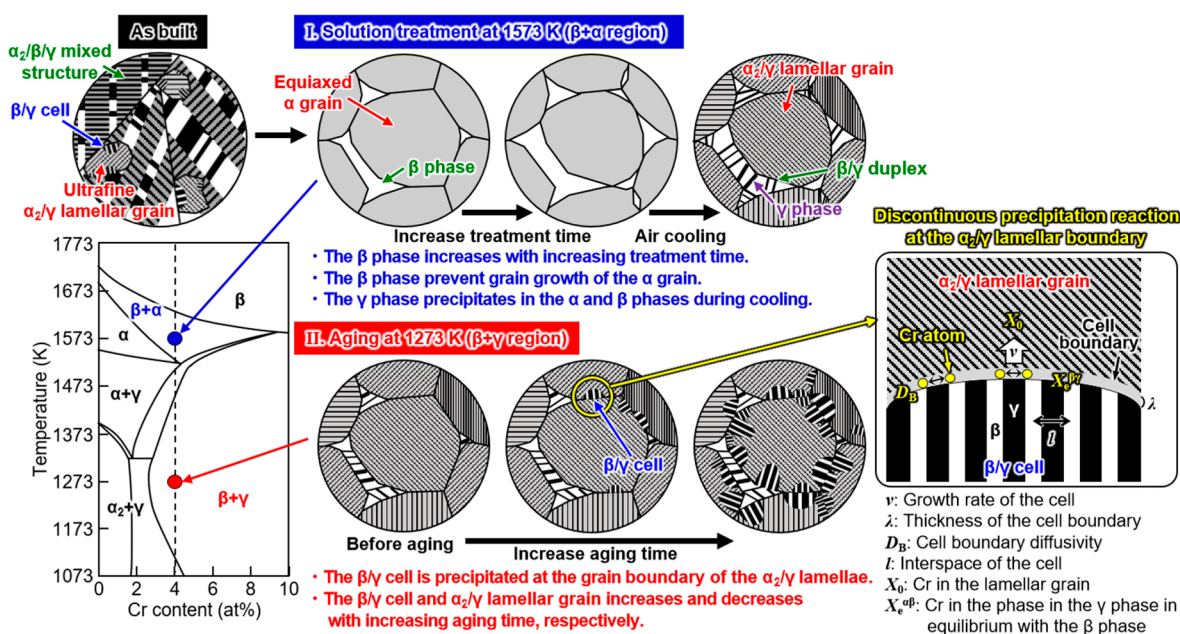 As built
α₂/β/γ mixed
structure
β/γ cell
Ultrafine
α₂/γ lamellar grain
I. Solution treatment at 1573 K (β+α region)
Equiaxed
α grain
β phase
α₂/γ lamellar grain
β/γ duplex
γ phase
Increase treatment time
Air cooling
· The β phase increases with increasing treatment time.
· The β phase prevent grain growth of the α grain.
· The γ phase precipitates in the α and β phases during cooling.
Temperature (K)
1773
1673
1573
1473
1373
1273
1173
1073
β
β+α
α
α+γ
β+γ
α₂+γ
0
2
4
6
8
10
Cr content (at%)
II. Aging at 1273 K (β+γ region)
β/γ cell
Before aging
Increase aging time
· The β/γ cell is precipitated at the grain boundary of the α₂/γ lamellae.
· The β/γ cell and α₂/γ lamellar grain increases and decreases
with increasing aging time, respectively.
Discontinuous precipitation reaction
at the α₂/γ lamellar boundary
α₂/γ lamellar grain
X₀
Cr atom
v
Cell
boundary
D_B
X_e^βγ
λ
γ
β
l
β/γ cell
v: Growth rate of the cell
λ: Thickness of the cell boundary
D_B: Cell boundary diffusivity
l: Interspace of the cell
X₀: Cr in the lamellar grain
X_e^αβ: Cr in the phase in the γ phase in
equilibrium with the β phase